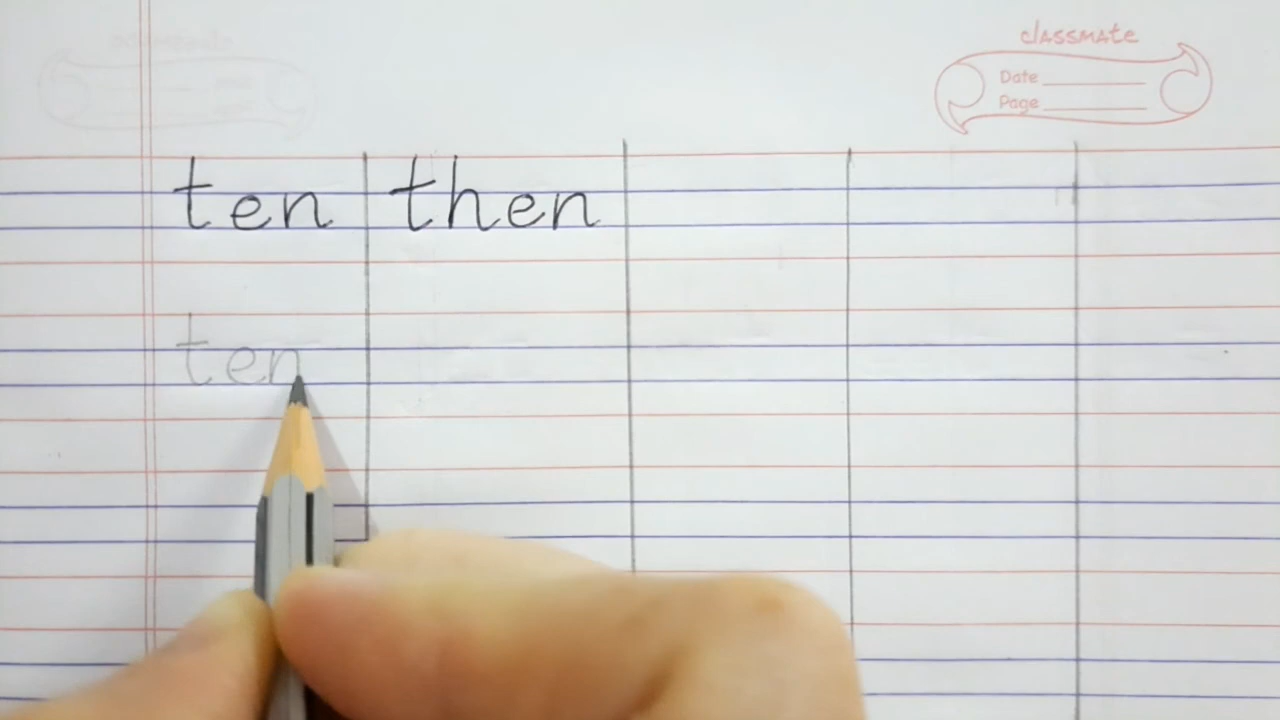 classmate
Date
Page
ten then
ten